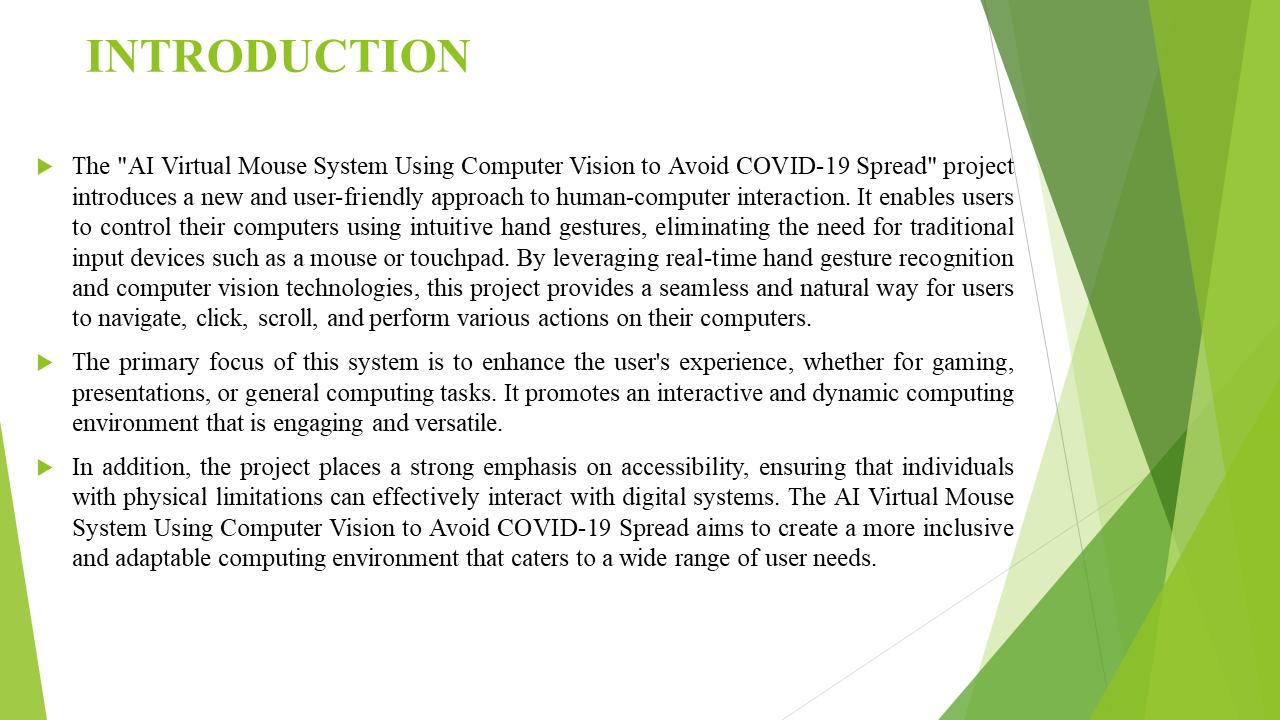 INTRODUCTION
The "AI Virtual Mouse System Using Computer Vision to Avoid COVID-19 Spread" project
introduces a new and user-friendly approach to human-computer interaction. It enables users
to control their computers using intuitive hand gestures, eliminating the need for traditional
input devices such as a mouse or touchpad. By leveraging real-time hand gesture recognition
and computer vision technologies, this project provides a seamless and natural way for users
to navigate, click, scroll, and perform various actions on their computers.
The primary focus of this system is to enhance the user's experience, whether for gaming,
presentations, or general computing tasks. It promotes an interactive and dynamic computing
environment that is engaging and versatile.
In addition, the project places a strong emphasis on accessibility, ensuring that individuals
with physical limitations can effectively interact with digital systems. The AI Virtual Mouse
System Using Computer Vision to Avoid COVID-19 Spread aims to create a more inclusive
and adaptable computing environment that caters to a wide range of user needs.